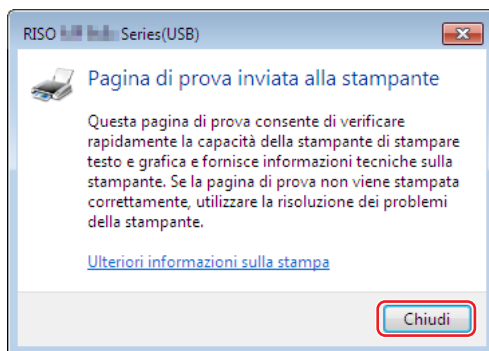 RISO Series(USB)
Pagina di prova inviata alla stampante
Questa pagina di prova consente di verificare
rapidamente la capacità della stampante di stampare
testo e grafica e fornisce informazioni tecniche sulla
stampante. Se la pagina di prova non viene stampata
correttamente, utilizzare la risoluzione dei problemi
della stampante.
Ulteriori informazioni sulla stampa
Chiudi